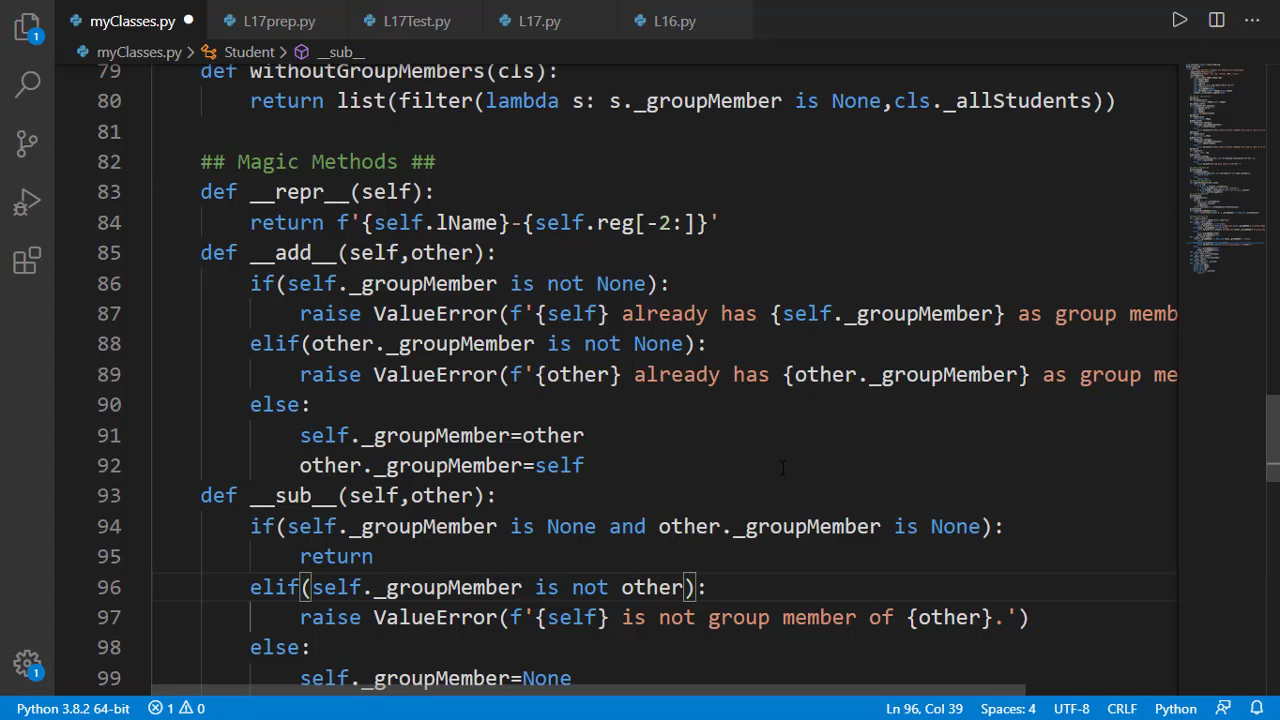 myClasses.py L17prep.py L17Test.py L17.py L16.py
myClasses.py Student __sub__
79 def withoutGroupMembers(cls):
80 return list(filter(lambda s: s._groupMember is None,cls._allStudents))
81
82 ## Magic Methods ##
83 def __repr__(self):
84 return f'{self.lName}-{self.reg[-2:]}'
85 def __add__(self,other):
86 if(self._groupMember is not None):
87 raise ValueError(f'{self} already has {self._groupMember} as group memb
88 elif(other._groupMember is not None):
89 raise ValueError(f'{other} already has {other._groupMember} as group me
90 else:
91 self._groupMember=other
92 other._groupMember=self
93 def __sub__(self,other):
94 if(self._groupMember is None and other._groupMember is None):
95 return
96 elif(self._groupMember is not other):
97 raise ValueError(f'{self} is not group member of {other}.')
98 else:
99 self._groupMember=None
1
1
Python 3.8.2 64-bit 1 0 Ln 96, Col 39 Spaces: 4 UTF-8 CRLF Python